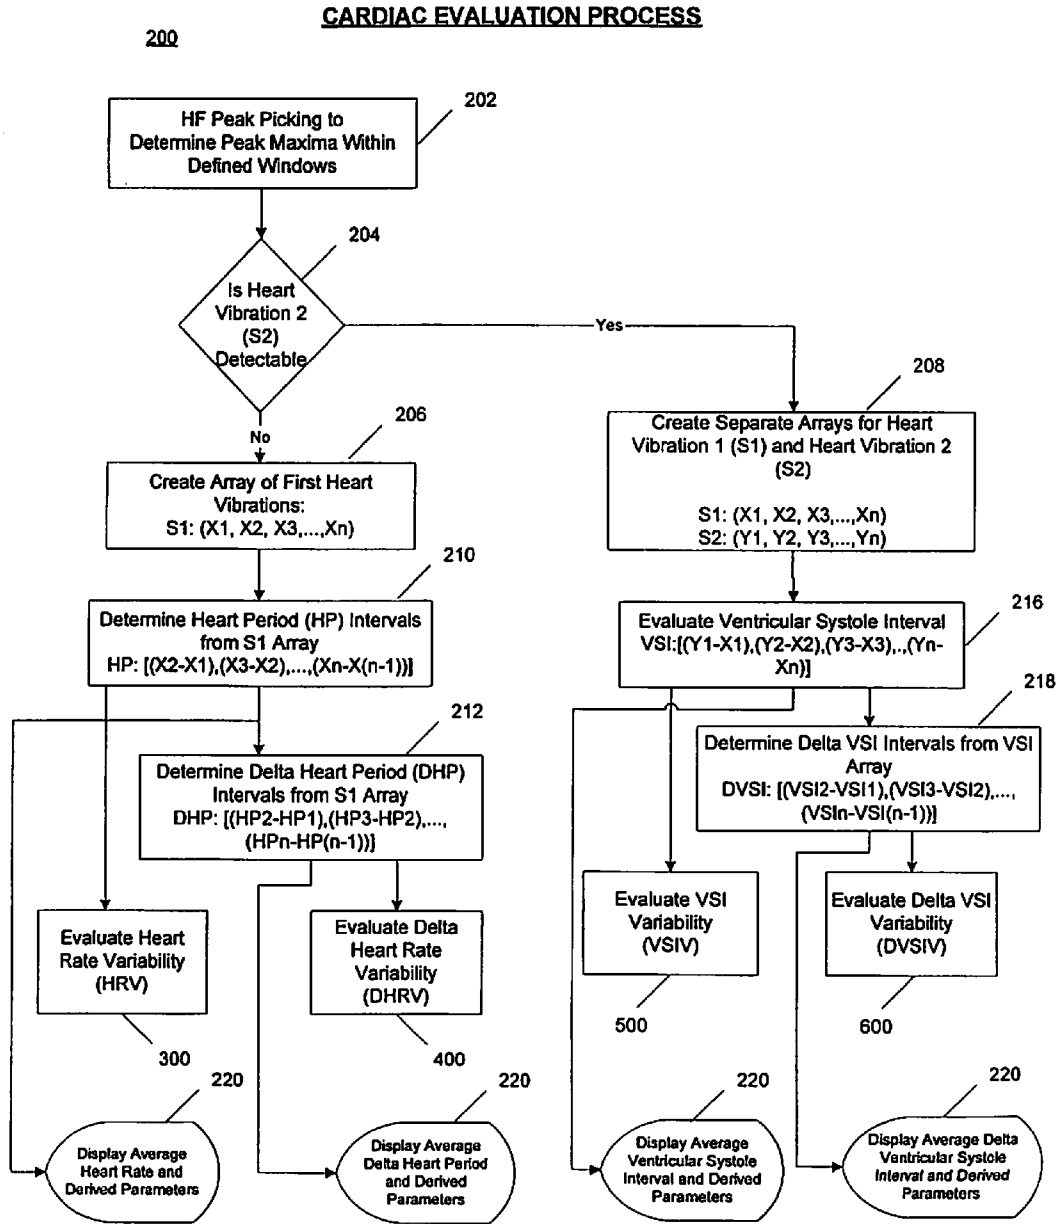 CARDIAC EVALUATION PROCESS
200
202
HF Peak Picking to
Determine Peak Maxima Within
Defined Windows
204
Is Heart
Vibration 2
(S2)
Detectable
Yes
208
Create Separate Arrays for Heart
Vibration 1 (S1) and Heart Vibration 2
(S2)
S1: (X1, X2, X3,...,Xn)
S2: (Y1, Y2, Y3,...,Yn)
No
206
Create Array of First Heart
Vibrations:
S1: (X1, X2, X3,...,Xn)
210
Determine Heart Period (HP) Intervals
from S1 Array
HP: [(X2-X1),(X3-X2),...,(Xn-X(n-1))]
216
Evaluate Ventricular Systole Interval
VSI:[(Y1-X1),(Y2-X2),(Y3-X3),..,(Yn-
Xn)]
212
Determine Delta Heart Period (DHP)
Intervals from S1 Array
DHP: [(HP2-HP1),(HP3-HP2),...,
(HPn-HP(n-1))]
218
Determine Delta VSI Intervals from VSI
Array
DVSI: [(VSI2-VSI1),(VSI3-VSI2),...,
(VSIn-VSI(n-1))]
Evaluate Heart
Rate Variability
(HRV)
300
Evaluate Delta
Heart Rate
Variability
(DHRV)
400
Evaluate VSI
Variability
(VSIV)
500
Evaluate Delta VSI
Variability
(DVSIV)
600
220
Display Average
Heart Rate and
Derived Parameters
220
Display Average
Delta Heart Period
and Derived
Parameters
220
Display Average
Ventricular Systole
Interval and Derived
Parameters
220
Display Average Delta
Ventricular Systole
Interval and Derived
Parameters